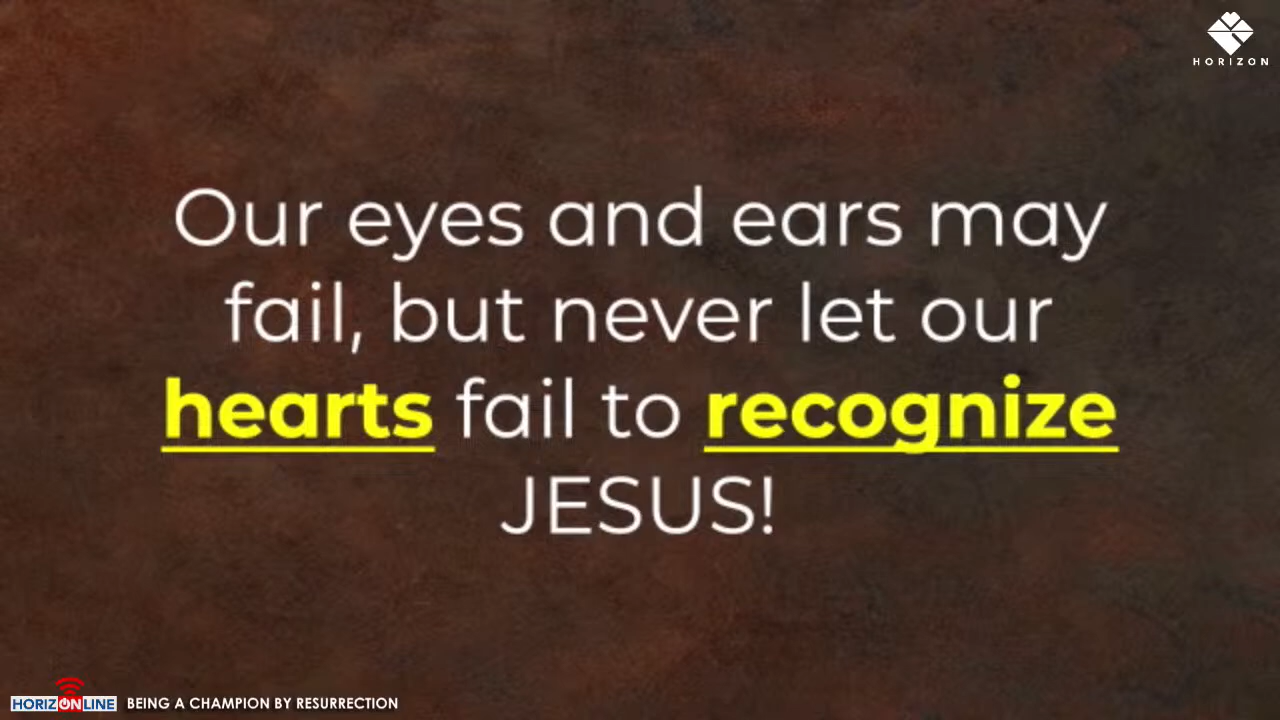 HORIZON
Our eyes and ears may
fail, but never let our
hearts fail to recognize
JESUS!
HORIZONLINE BEING A CHAMPION BY RESURRECTION